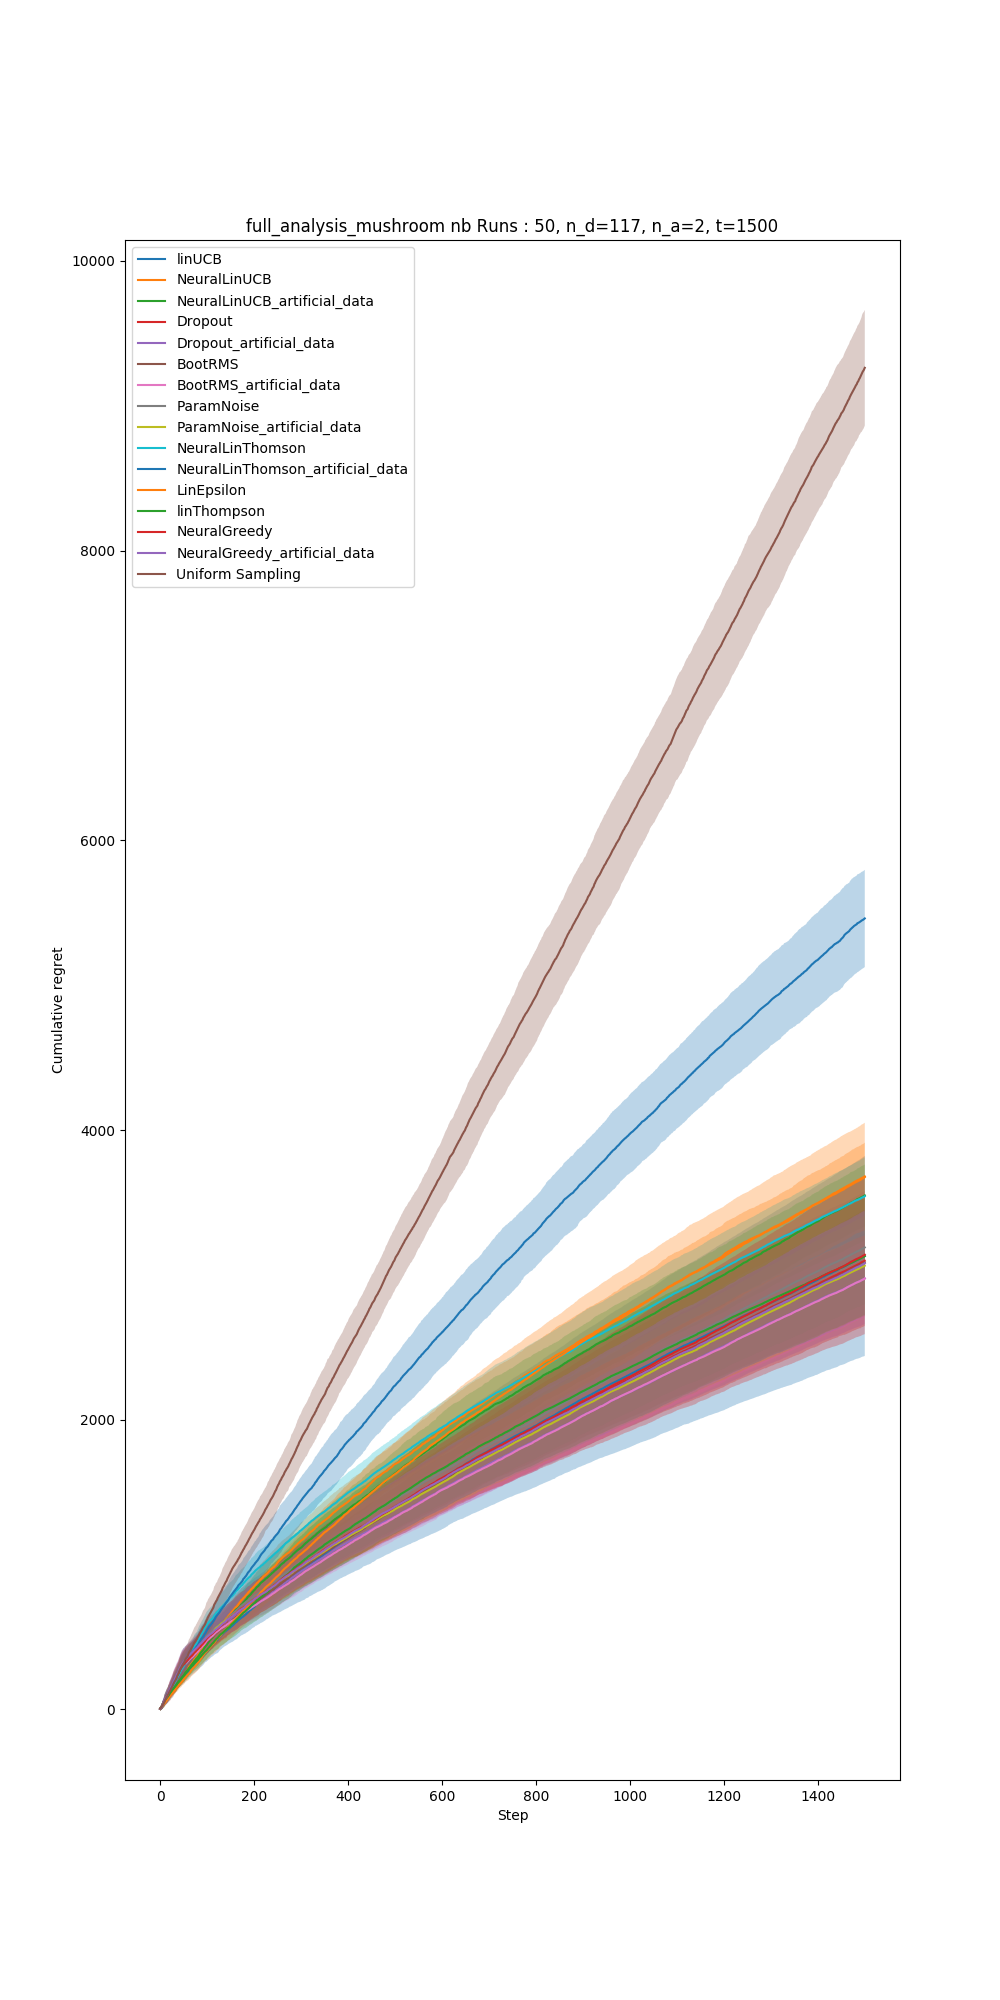 full_analysis_mushroom nb Runs : 50, n_d=117, n_a=2, t=1500
10000
8000
6000
4000
2000
0
Cumulative regret
linUCB
NeuralLinUCB
NeuralLinUCB_artificial_data
Dropout
Dropout_artificial_data
BootRMS
BootRMS_artificial_data
ParamNoise
ParamNoise_artificial_data
NeuralLinThomson
NeuralLinThomson_artificial_data
LinEpsilon
linThompson
NeuralGreedy
NeuralGreedy_artificial_data
Uniform Sampling
0 200 400 600 800 1000 1200 1400
Step